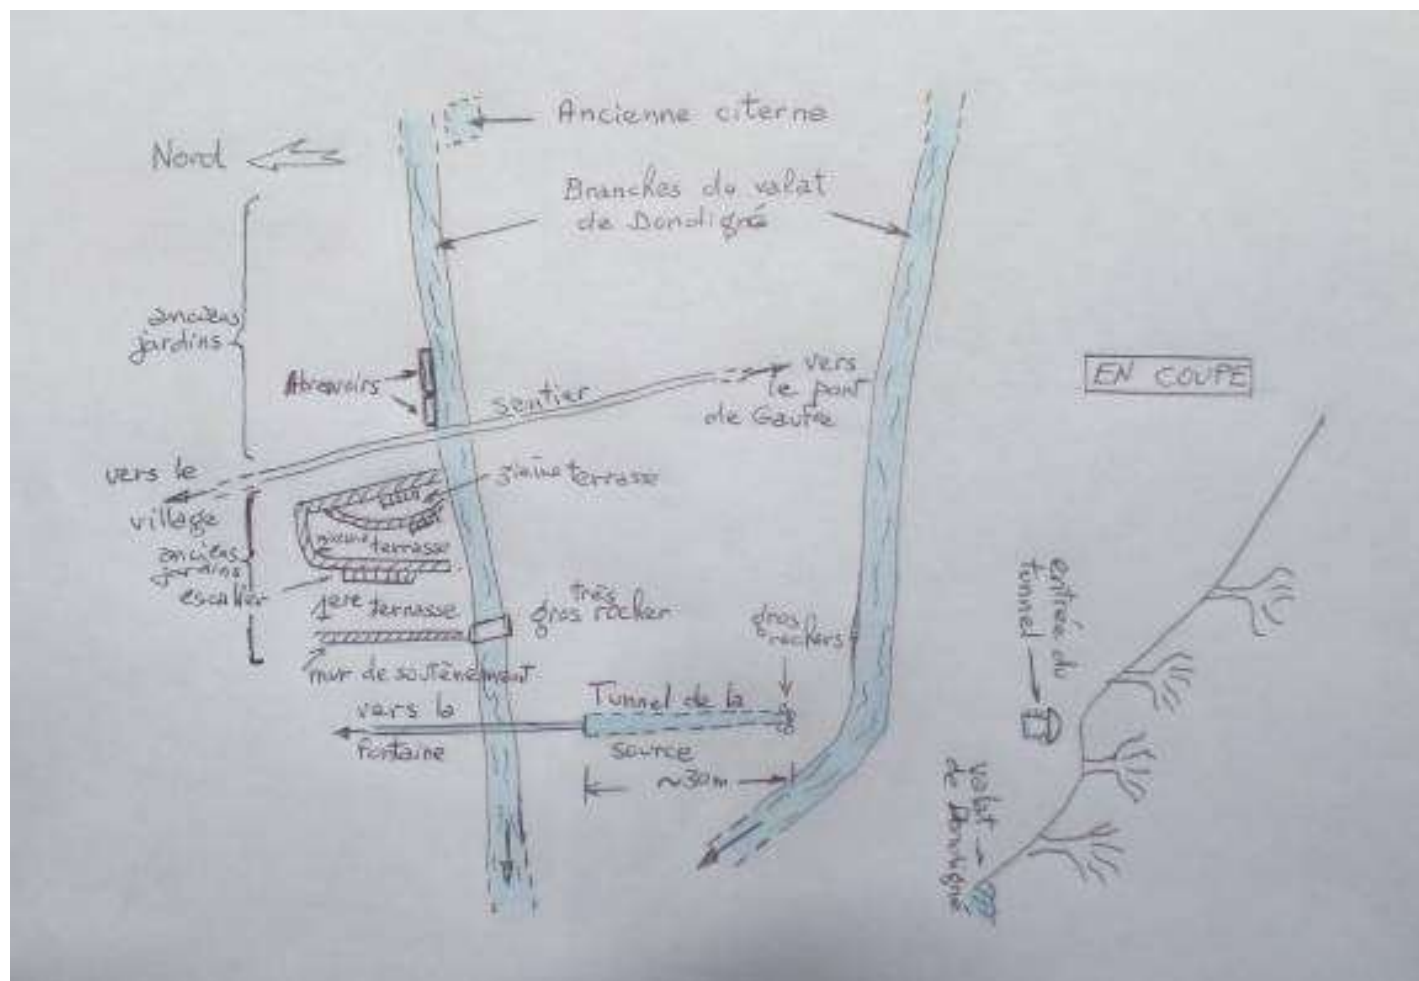 Ancienne citerne
Nord
Branches du valat
de Dondigné
anciens
jardins
Abreuvoirs
sentier
vers
le pont
de Gaufre
EN COUPE
vers le
village
3ième terrasse
anciens
jardins
terrasse
escalier
1ere terrasse
très
gros rocher
gros
rochers
mur de soutènement
Tunnel de la
source
vers la
fontaine
~30m
entrée du
tunnel
valat
de Dondigné